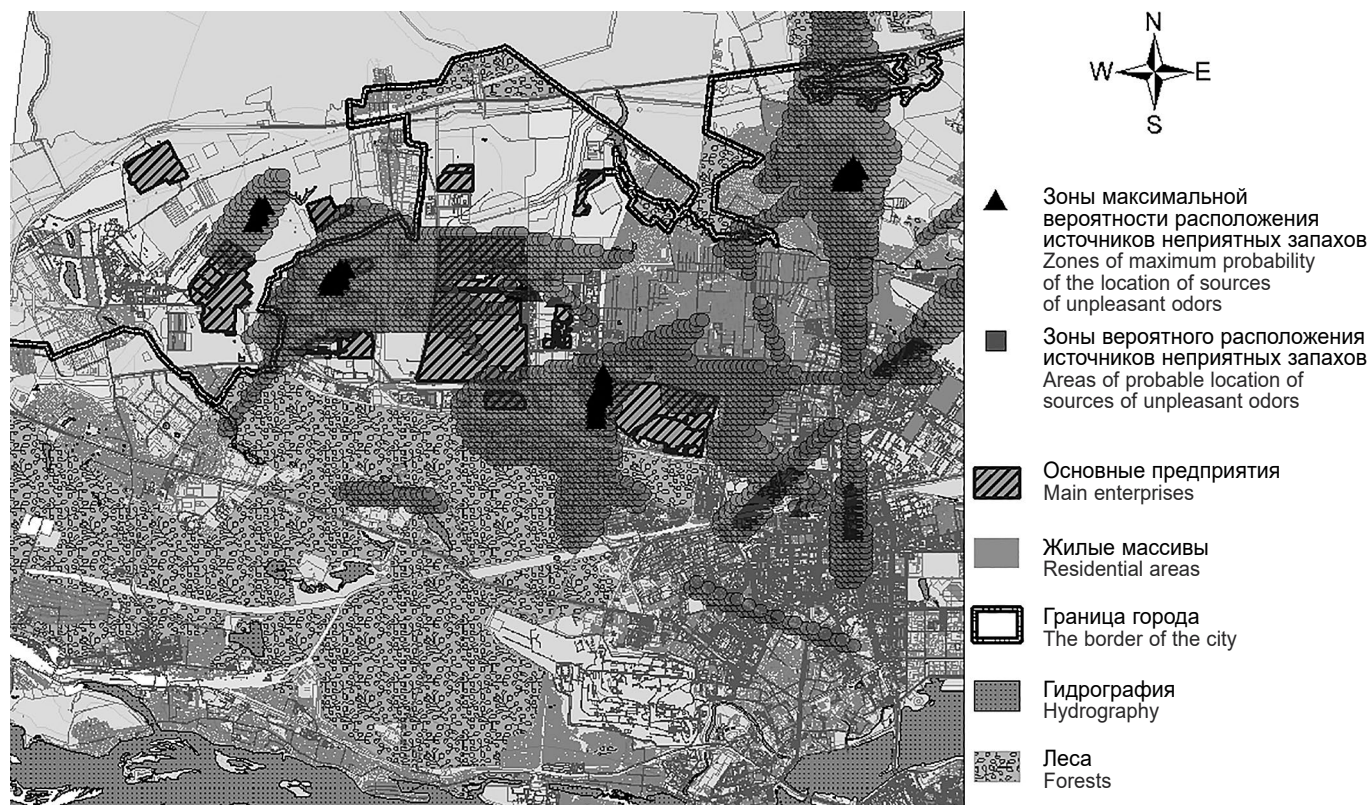 N
W E
S
Зоны максимальной
вероятности расположения
источников неприятных запахов
Zones of maximum probability
of the location of sources
of unpleasant odors
Зоны вероятного расположения
источников неприятных запахов
Areas of probable location of
sources of unpleasant odors
Основные предприятия
Main enterprises
Жилые массивы
Residential areas
Граница города
The border of the city
Гидрография
Hydrography
Леса
Forests